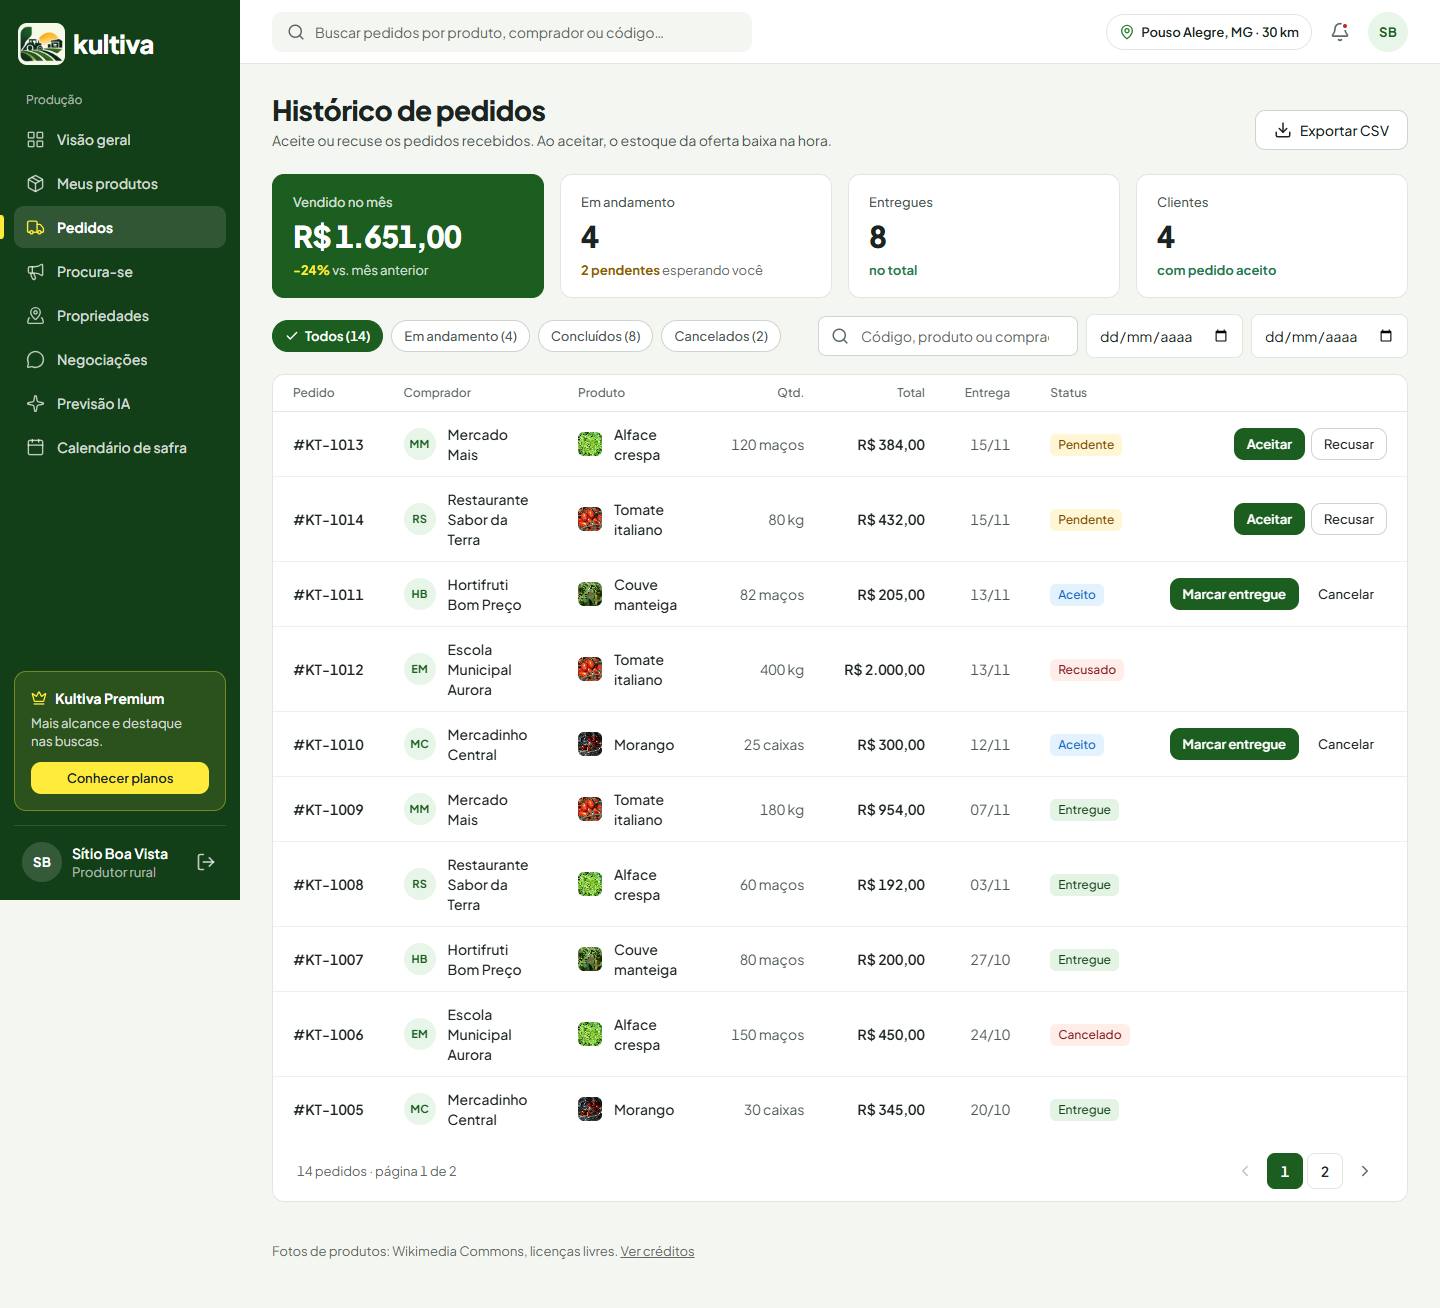 kultiva
Buscar pedidos por produto, comprador ou código...
Pouso Alegre, MG · 30 km
SB
Produção
Visão geral
Meus produtos
Pedidos
Procura-se
Propriedades
Negociações
Previsão IA
Calendário de safra
Kultiva Premium
Mais alcance e destaque
nas buscas.
Conhecer planos
SB
Sítio Boa Vista
Produtor rural
Histórico de pedidos
Aceite ou recuse os pedidos recebidos. Ao aceitar, o estoque da oferta baixa na hora.
Exportar CSV
Vendido no mês
R$ 1.651,00
-24% vs. mês anterior
Em andamento
4
2 pendentes esperando você
Entregues
8
no total
Clientes
4
com pedido aceito
Todos (14)
Em andamento (4)
Concluídos (8)
Cancelados (2)
Código, produto ou compra
dd/mm/aaaa
dd/mm/aaaa
Pedido Comprador Produto Qtd. Total Entrega Status
#KT-1013 MM Mercado Mais Alface crespa 120 maços R$ 384,00 15/11 Pendente Aceitar Recusar
#KT-1014 RS Restaurante Sabor da Terra Tomate italiano 80 kg R$ 432,00 15/11 Pendente Aceitar Recusar
#KT-1011 HB Hortifruti Bom Preço Couve manteiga 82 maços R$ 205,00 13/11 Aceito Marcar entregue Cancelar
#KT-1012 EM Escola Municipal Aurora Tomate italiano 400 kg R$ 2.000,00 13/11 Recusado
#KT-1010 MC Mercadinho Central Morango 25 caixas R$ 300,00 12/11 Aceito Marcar entregue Cancelar
#KT-1009 MM Mercado Mais Tomate italiano 180 kg R$ 954,00 07/11 Entregue
#KT-1008 RS Restaurante Sabor da Terra Alface crespa 60 maços R$ 192,00 03/11 Entregue
#KT-1007 HB Hortifruti Bom Preço Couve manteiga 80 maços R$ 200,00 27/10 Entregue
#KT-1006 EM Escola Municipal Aurora Alface crespa 150 maços R$ 450,00 24/10 Cancelado
#KT-1005 MC Mercadinho Central Morango 30 caixas R$ 345,00 20/10 Entregue
14 pedidos · página 1 de 2
1 2
Fotos de produtos: Wikimedia Commons, licenças livres. Ver créditos